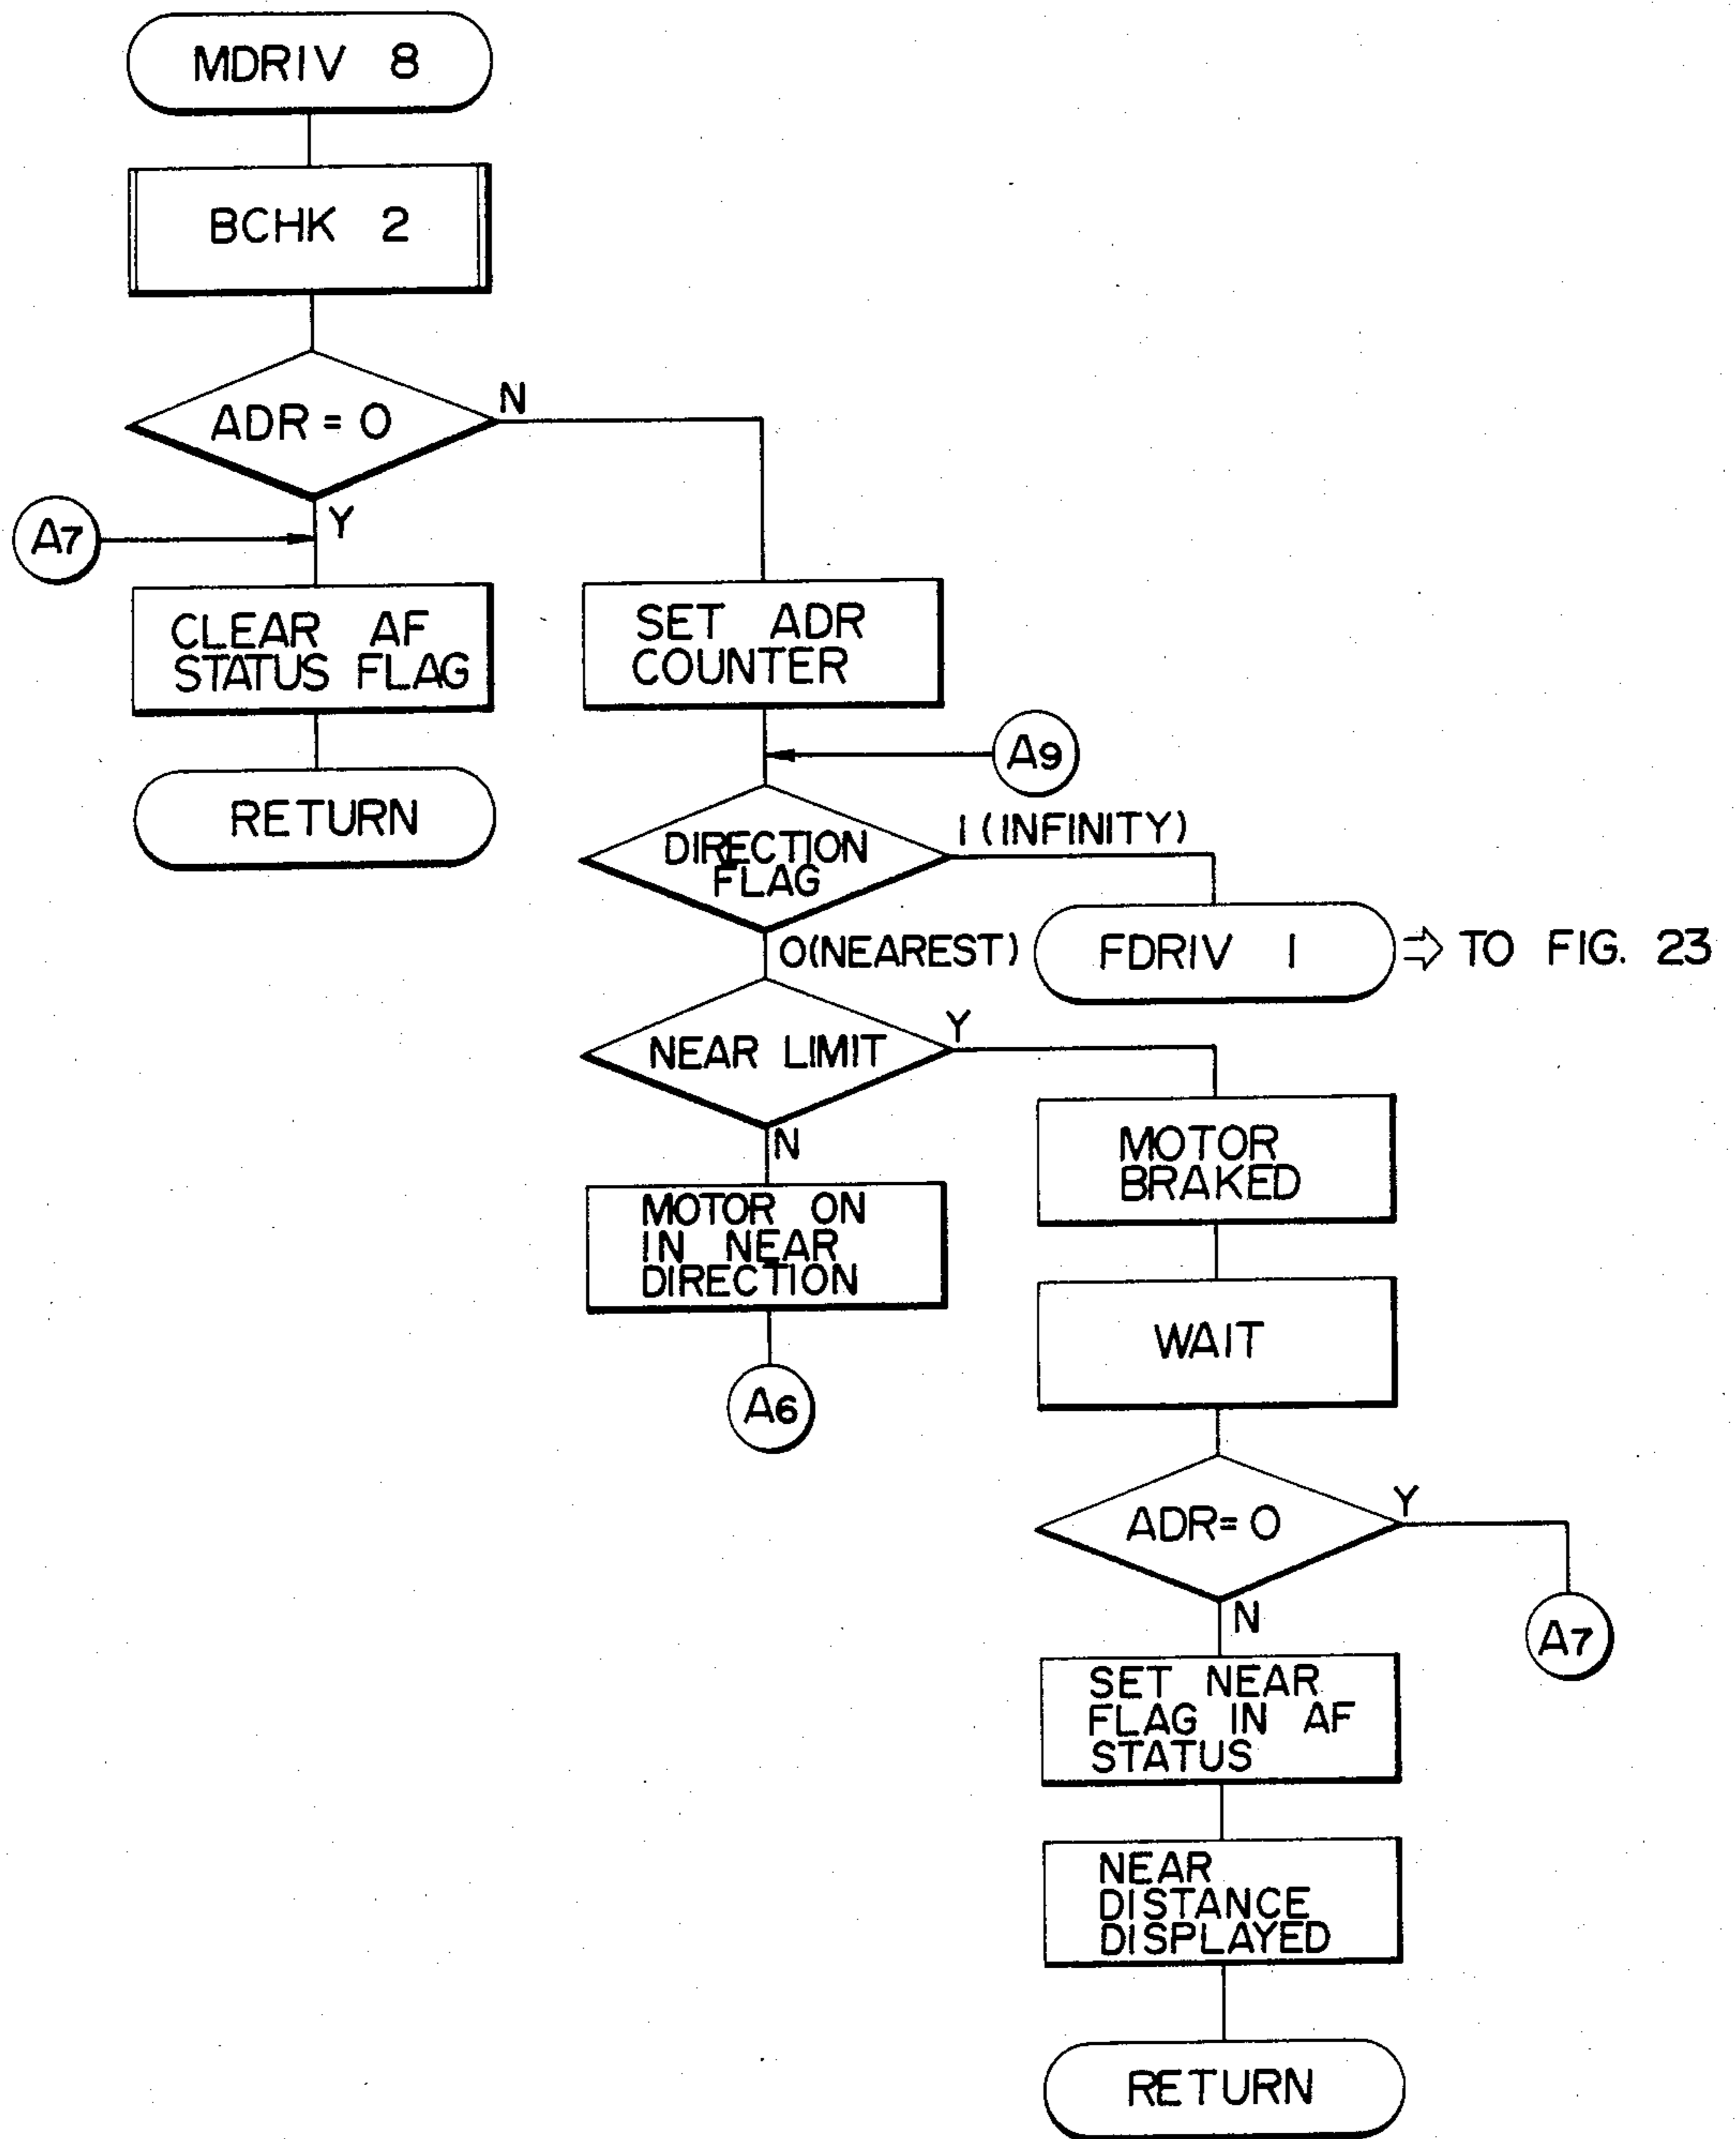 MDRIV 8
BCHK 2
ADR = 0
N
Y
A7
CLEAR AF
STATUS FLAG
RETURN
SET ADR
COUNTER
A9
DIRECTION
FLAG
1 (INFINITY)
0(NEAREST)
FDRIV 1
⇨ TO FIG. 23
NEAR LIMIT
Y
N
MOTOR ON
IN NEAR
DIRECTION
A6
MOTOR
BRAKED
WAIT
ADR=0
Y
N
A7
SET NEAR
FLAG IN AF
STATUS
NEAR
DISTANCE
DISPLAYED
RETURN